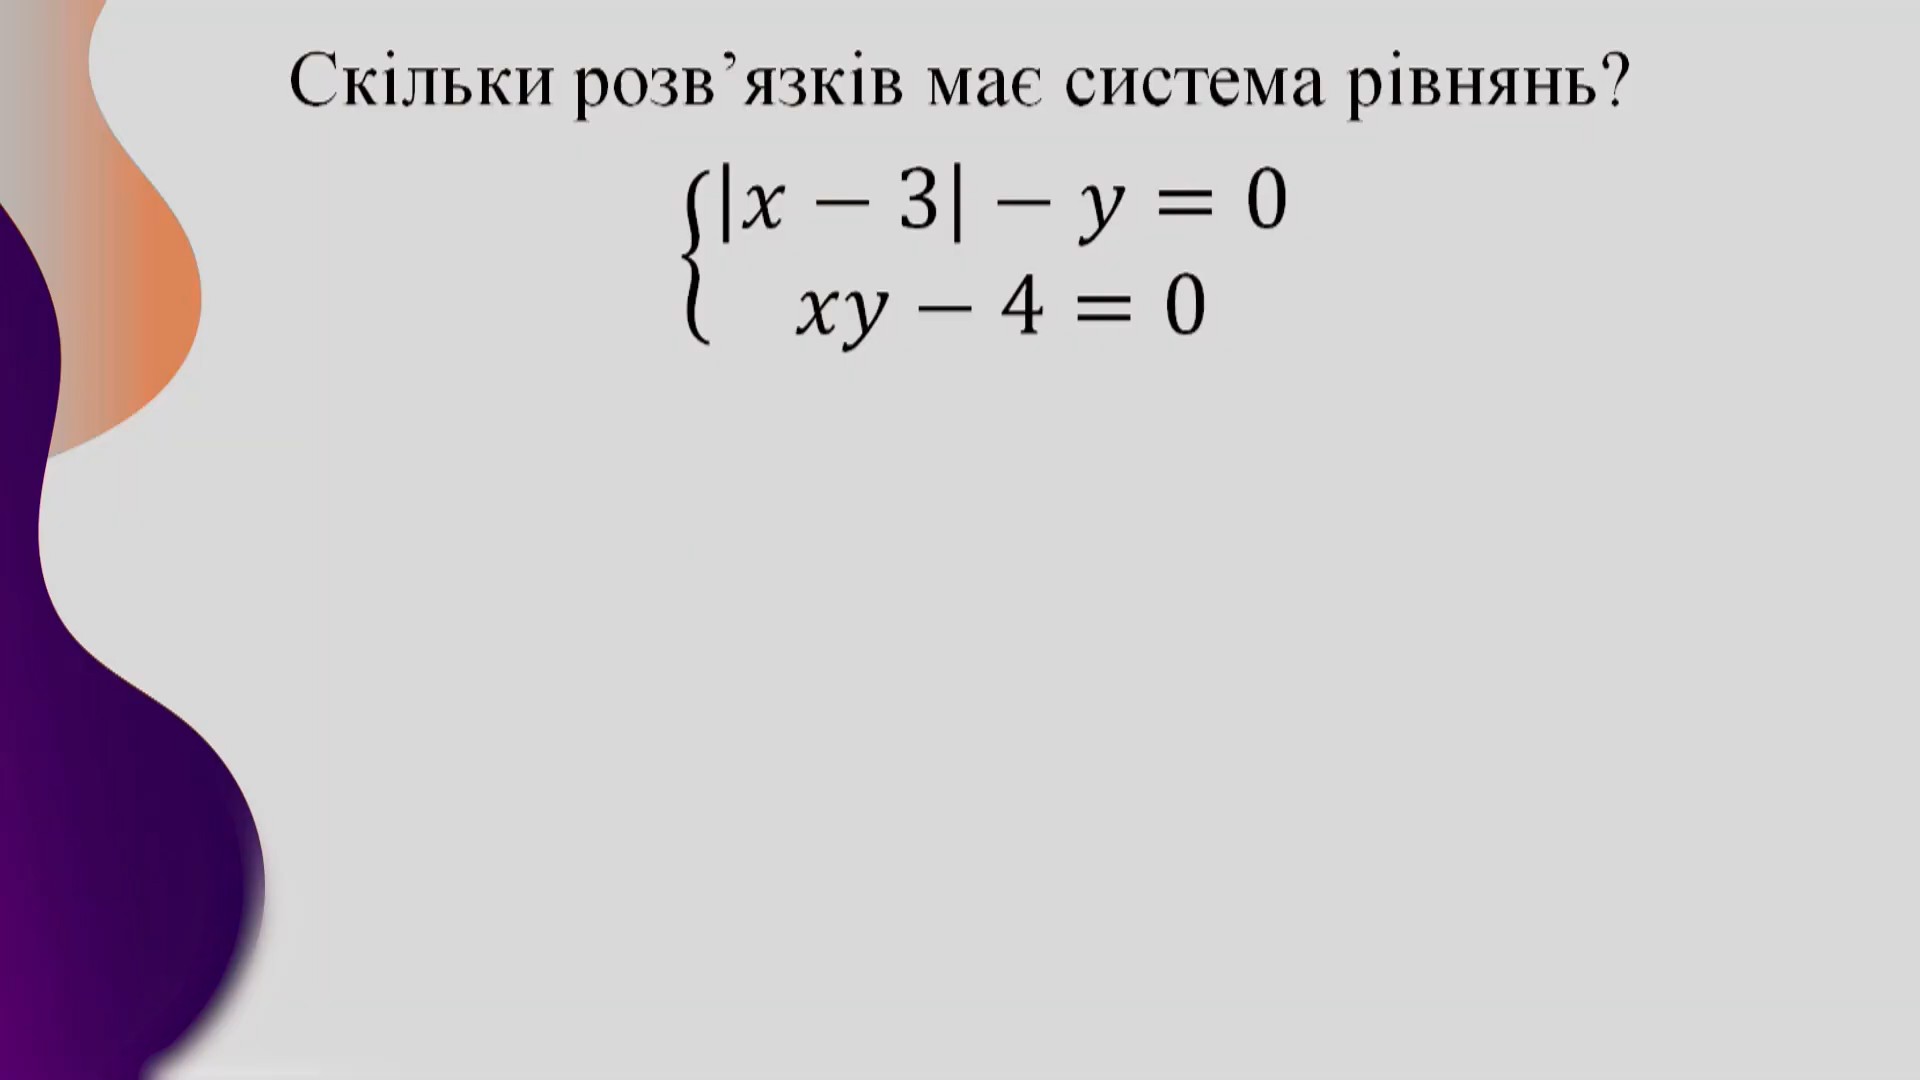 Скільки розв’язків має система рівнянь?
{|x − 3| − y = 0
xy − 4 = 0